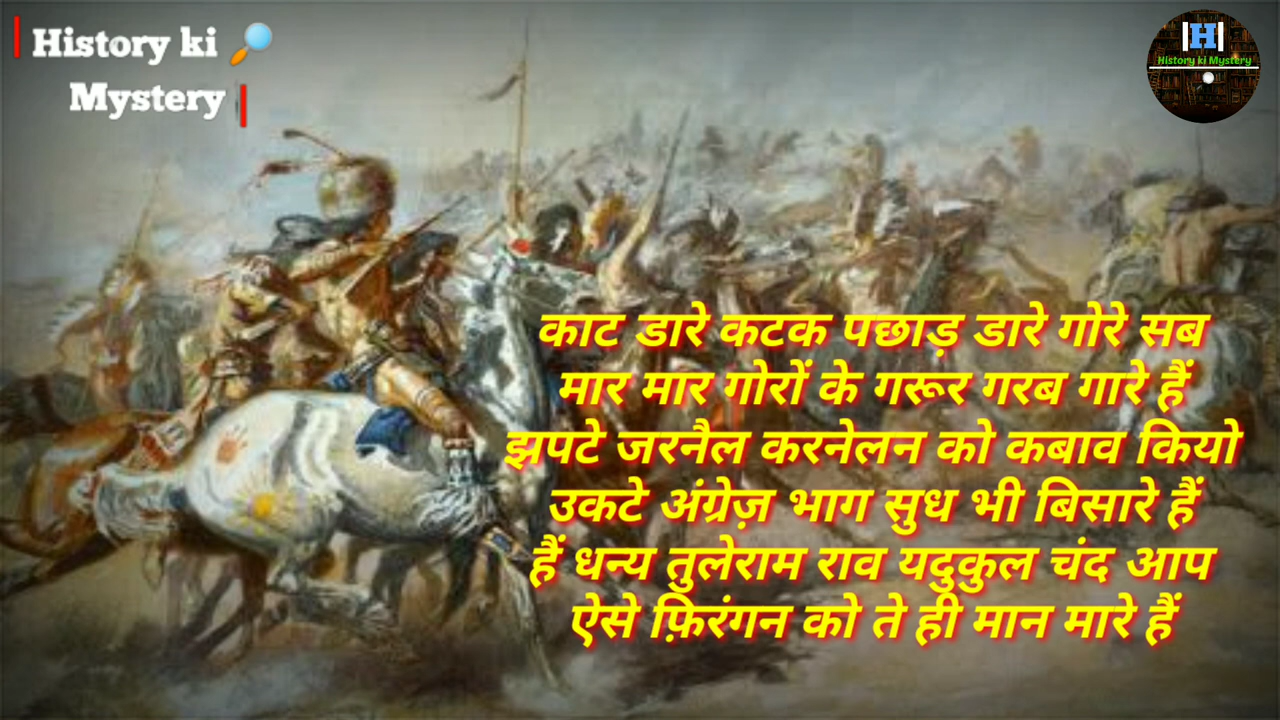 History ki
Mystery
H
History ki Mystery
काट डारे कटक पछाड़ डारे गोरे सब
मार मार गोरों के गरूर गरब गारे हैं
झपटे जरनैल करनेलन को कबाव कियो
उकटे अंग्रेज़ भाग सुध भी बिसारे हैं
हैं धन्य तुलेराम राव यदुकुल चंद आप
ऐसे फ़िरंगन को ते ही मान मारे हैं